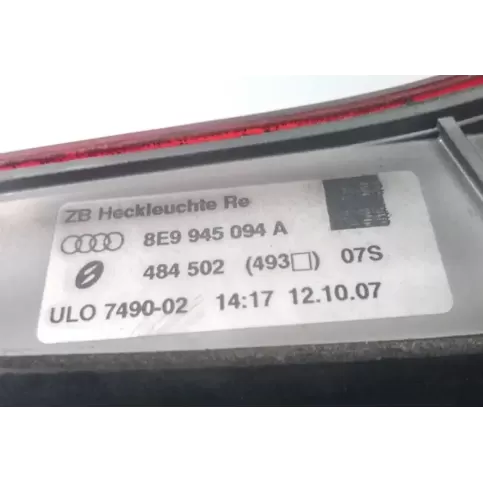 ZB Heckleuchte Re
8E9 945 094 A
484 502 (493□) 07S
ULO 7490-02 14:17 12.10.07